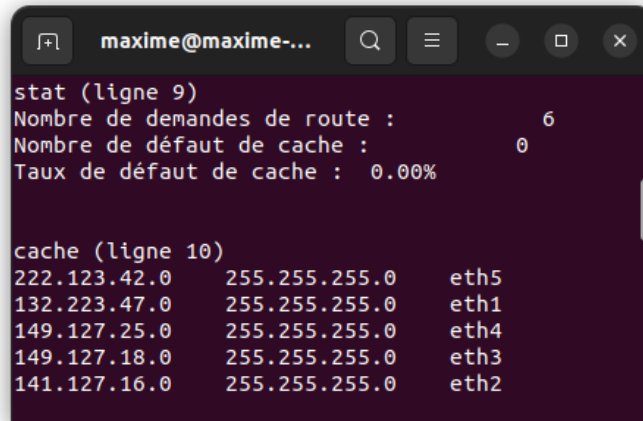 maxime@maxime-...
stat (ligne 9)
Nombre de demandes de route :             6
Nombre de défaut de cache :             0
Taux de défaut de cache :  0.00%
cache (ligne 10)
222.123.42.0    255.255.255.0    eth5
132.223.47.0    255.255.255.0    eth1
149.127.25.0    255.255.255.0    eth4
149.127.18.0    255.255.255.0    eth3
141.127.16.0    255.255.255.0    eth2